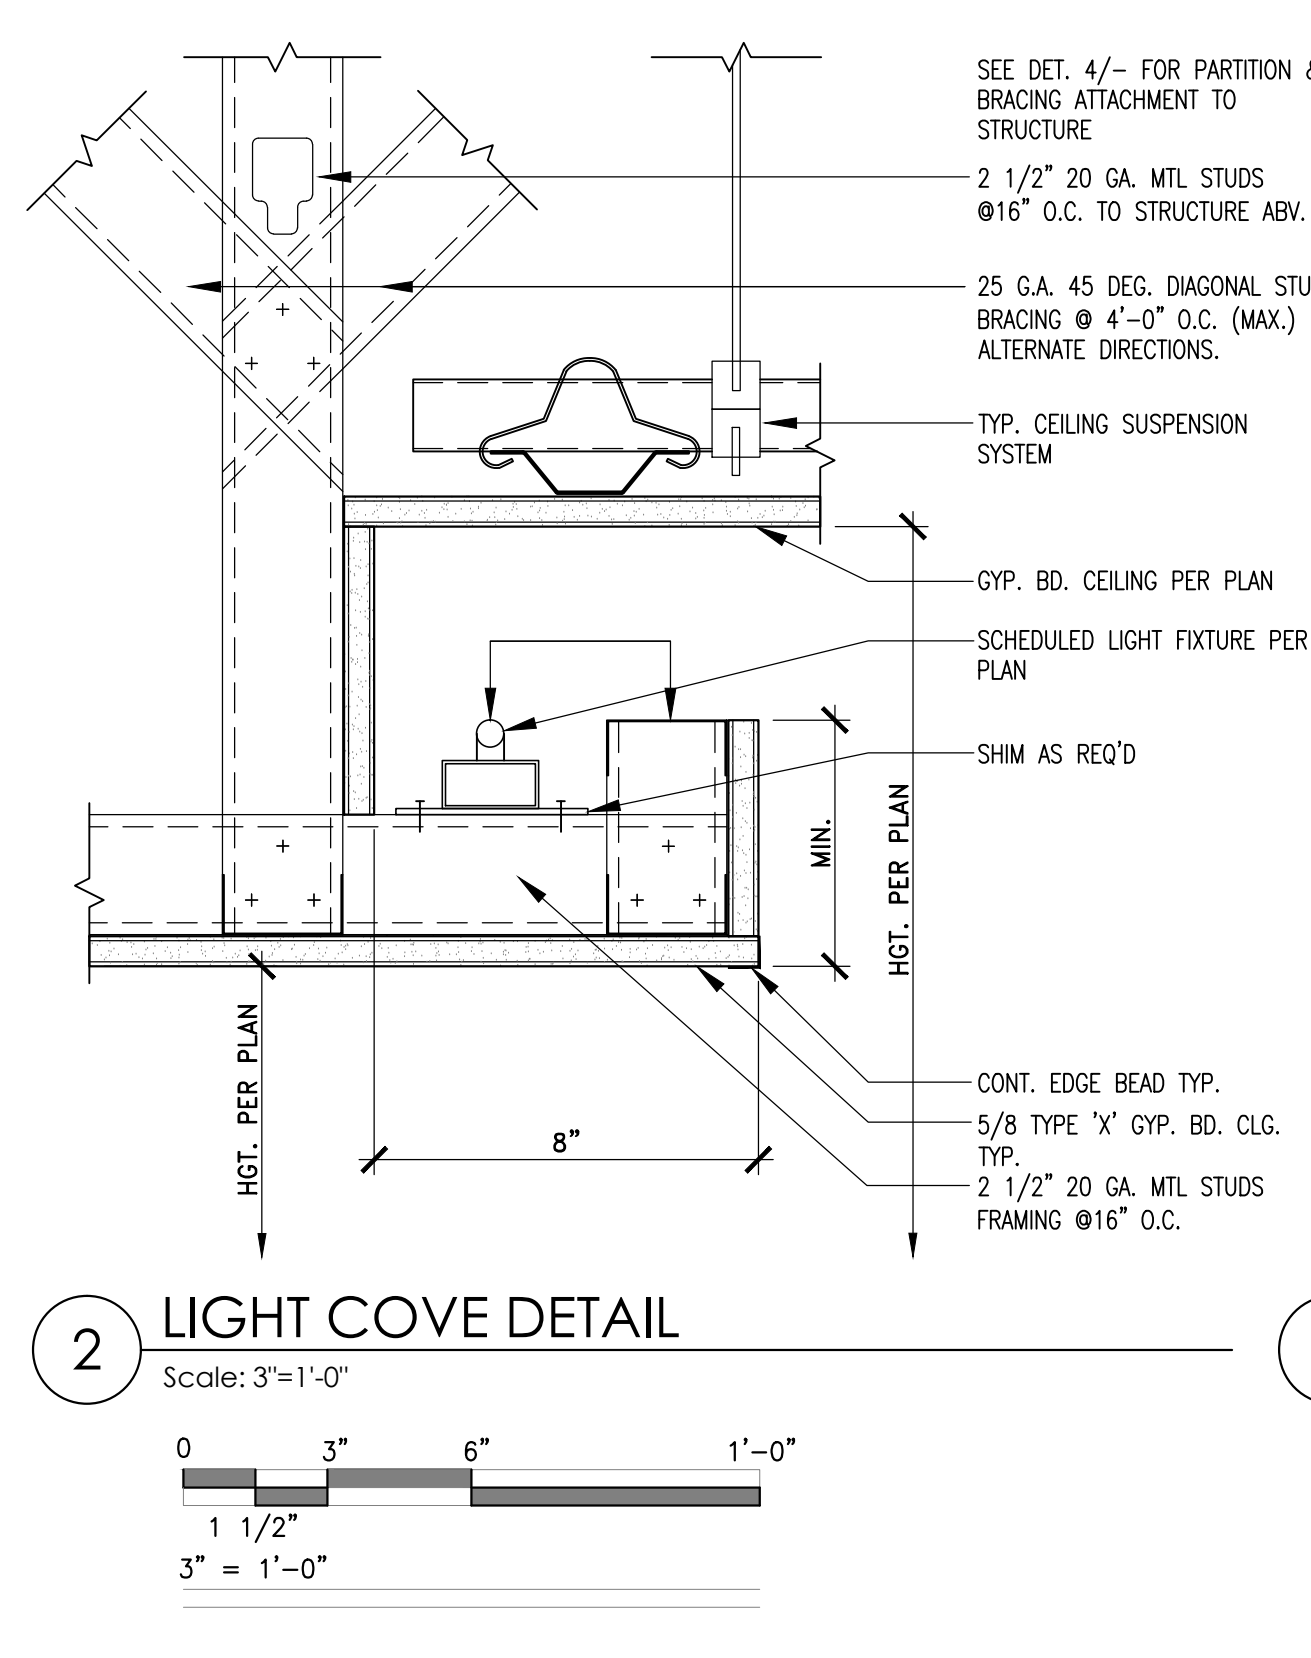 SEE DET. 4/- FOR PARTITION &
BRACING ATTACHMENT TO
STRUCTURE
2 1/2" 20 GA. MTL STUDS
@16" O.C. TO STRUCTURE ABV.
25 G.A. 45 DEG. DIAGONAL STU
BRACING @ 4'-0" O.C. (MAX.)
ALTERNATE DIRECTIONS.
TYP. CEILING SUSPENSION
SYSTEM
GYP. BD. CEILING PER PLAN
SCHEDULED LIGHT FIXTURE PER
PLAN
SHIM AS REQ'D
MIN.
HGT. PER PLAN
HGT. PER PLAN
8"
CONT. EDGE BEAD TYP.
5/8 TYPE 'X' GYP. BD. CLG.
TYP.
2 1/2" 20 GA. MTL STUDS
FRAMING @16" O.C.
2
LIGHT COVE DETAIL
Scale: 3"=1'-0"
0 3" 6" 1'-0"
1 1/2"
3" = 1'-0"